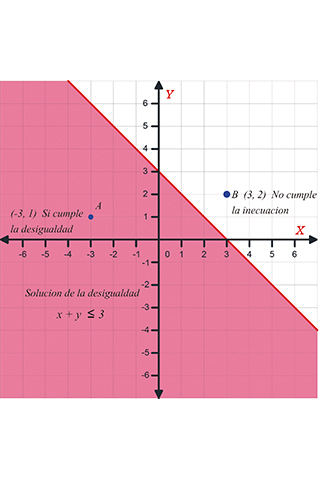 Y
6
5
4
3
2
1
A
(-3, 1) Si cumple
la desigualdad
B (3, 2) No cumple
la inecuacion
X
-6 -5 -4 -3 -2 -1 0 1 2 3 4 5 6
-1
-2
-3
-4
-5
-6
Solucion de la desigualdad
x + y ≤ 3